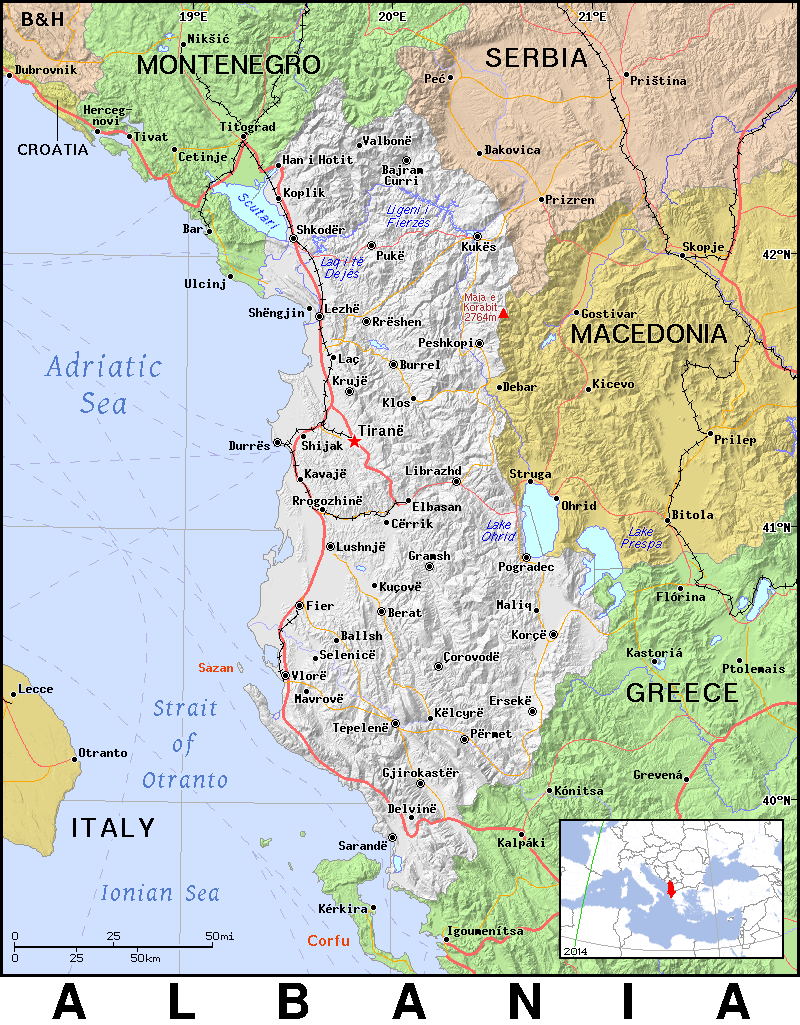 19°E
20°E
21°E
B&H
Nikšić
MONTENEGRO
SERBIA
Dubrovnik
Peć
Priština
Herceg-
novi
Titograd
Tivat
CROATIA
Cetinje
Valbonë
Han i Hotit
Bajram
Curri
Dakovica
Koplik
Prizren
Scutari
Ligeni i
Fierzës
Bar
Shkodër
Kukës
Pukë
Skopje
42°N
Laq i të
Dejës
Ulcinj
Maja e
Korabit
2764m
Shëngjin
Lezhë
Rrëshen
Gostivar
MACEDONIA
Peshkopi
Adriatic
Sea
Laç
Burrel
Krujë
Debar
Kicevo
Klos
Tiranë
Durrës
Shijak
Prilep
Kavajë
Librazhd
Struga
Rrogozhinë
Elbasan
Ohrid
Cërrik
Lake
Ohrid
Bitola
41°N
Lake
Prespa
Lushnjë
Gramsh
Pogradec
Kuçovë
Flórina
Fier
Berat
Maliq
Ballsh
Korçë
Selenicë
Çorovodë
Kastoriá
Ptolemais
Sazan
Vlorë
Lecce
Mavrovë
GREECE
Ersekë
Strait
of
Otranto
Këlcyrë
Tepelenë
Përmet
Otranto
Gjirokastër
Grevená
Kónitsa
40°N
Delvinë
ITALY
Sarandë
Kalpáki
Ionian Sea
Kérkira
Corfu
Igoumenítsa
0 25 50mi
0 25 50km
2014
A L B A N I A